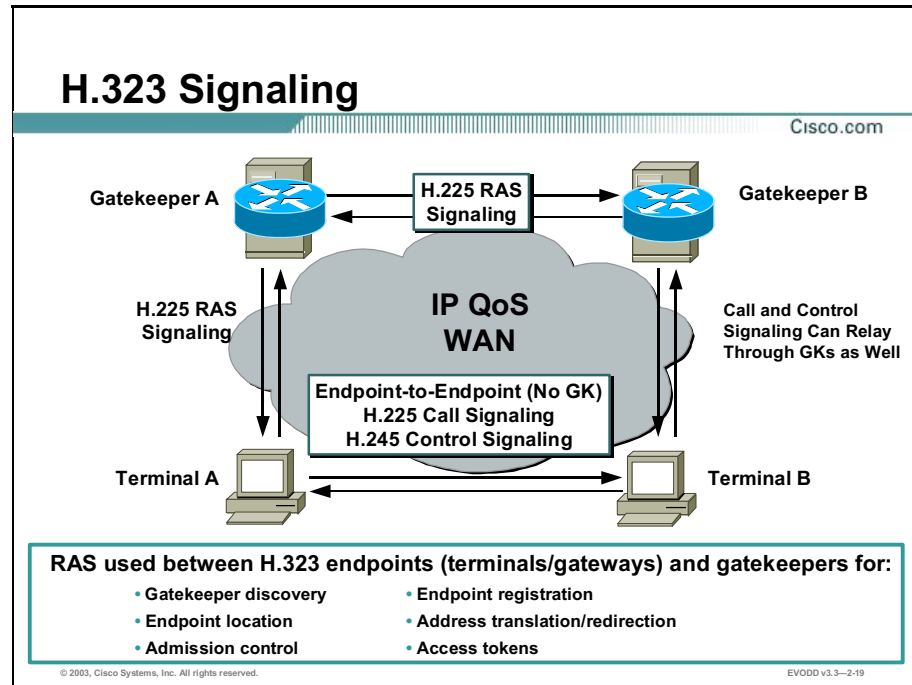 H.323 Signaling
Cisco.com
Gatekeeper A
H.225 RAS
Signaling
Gatekeeper B
H.225 RAS
Signaling
IP QoS
WAN
Call and Control
Signaling Can Relay
Through GKs as Well
Endpoint-to-Endpoint (No GK)
H.225 Call Signaling
H.245 Control Signaling
Terminal A
Terminal B
RAS used between H.323 endpoints (terminals/gateways) and gatekeepers for:
• Gatekeeper discovery
• Endpoint location
• Admission control
• Endpoint registration
• Address translation/redirection
• Access tokens
© 2003, Cisco Systems, Inc. All rights reserved.
EVODD v3.3—2-19